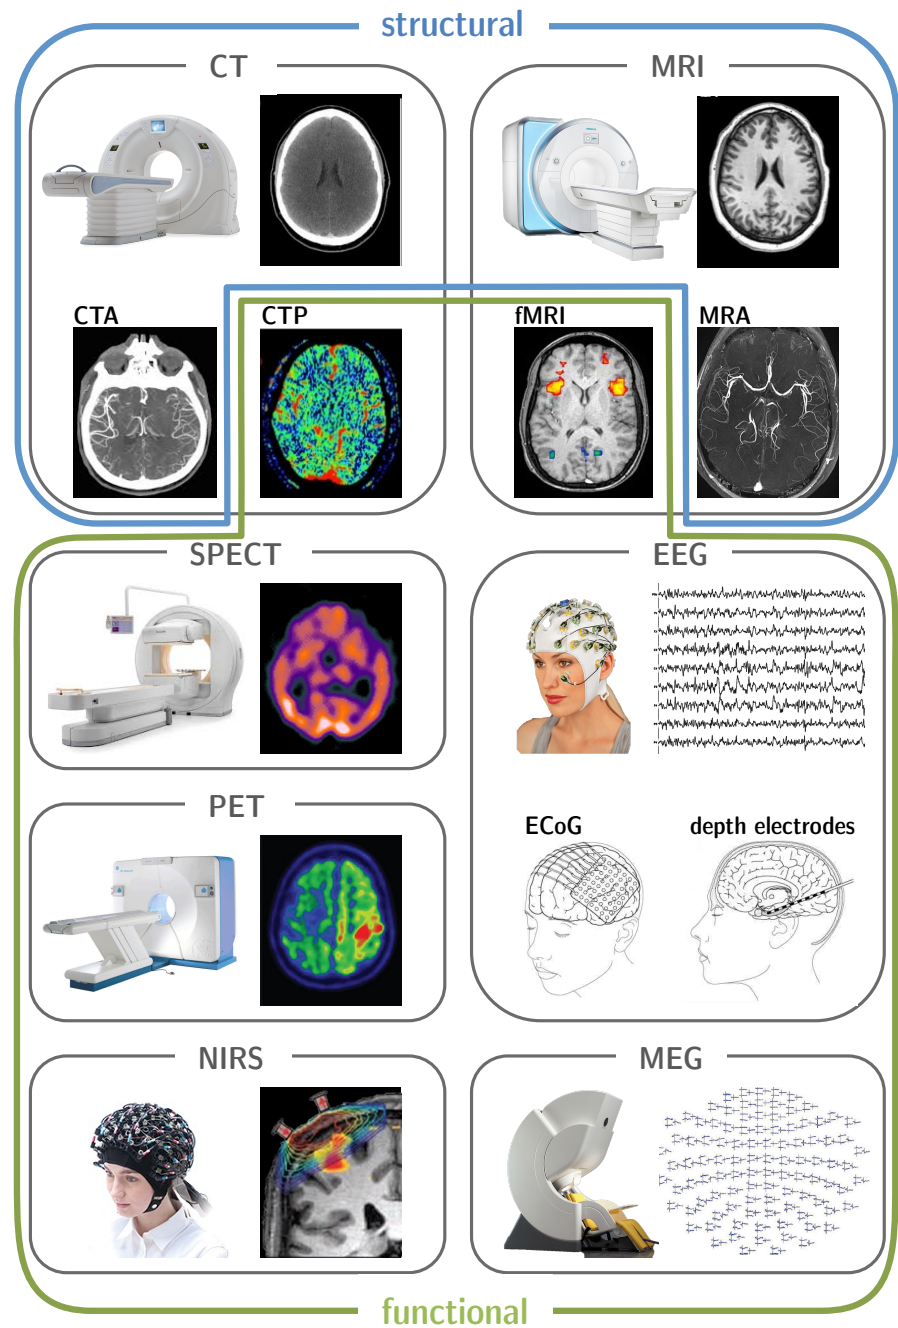 structural
CT
MRI
CTA
CTP
fMRI
MRA
SPECT
EEG
PET
ECoG
depth electrodes
NIRS
MEG
functional